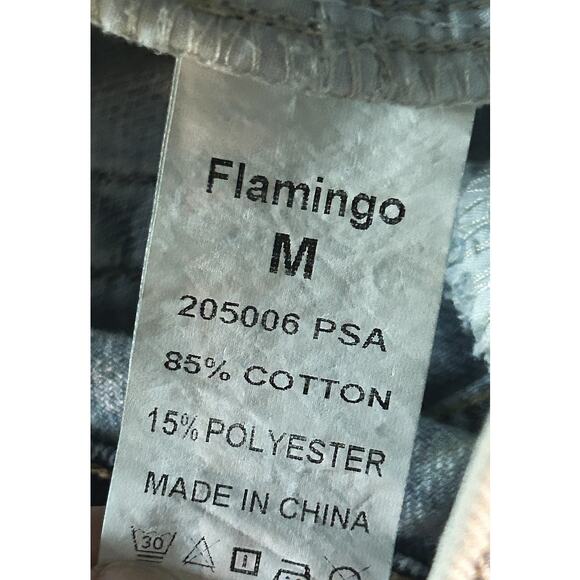 Flamingo
M
205006 PSA
85% COTTON
15% POLYESTER
MADE IN CHINA
30